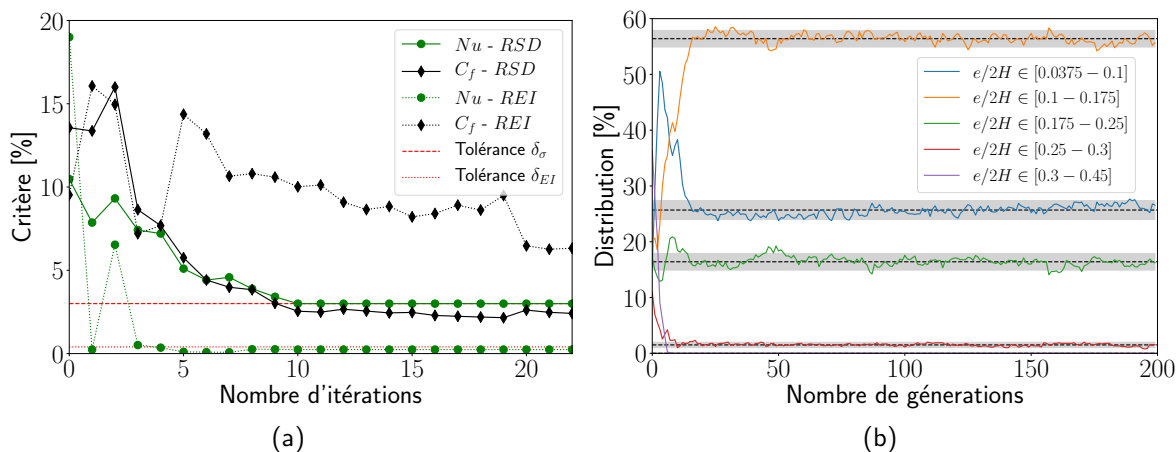 20
15
10
5
0
Critère [%]
0
5
10
15
20
Nombre d'itérations
Nu - RSD
C_f - RSD
Nu - REI
C_f - REI
Tolérance δ_σ
Tolérance δ_{EI}
(a)
60
50
40
30
20
10
0
Distribution [%]
0
50
100
150
200
Nombre de génerations
e/2H ∈ [0.0375 − 0.1]
e/2H ∈ [0.1 − 0.175]
e/2H ∈ [0.175 − 0.25]
e/2H ∈ [0.25 − 0.3]
e/2H ∈ [0.3 − 0.45]
(b)